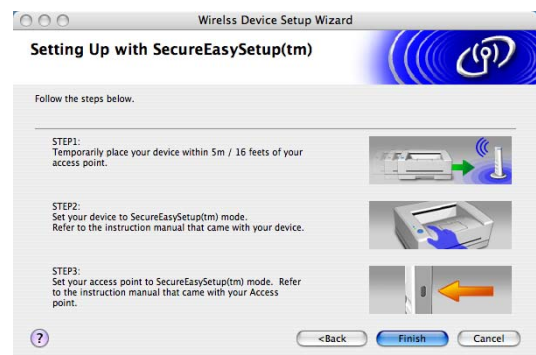 Wirelss Device Setup Wizard
Setting Up with SecureEasySetup(tm)
Follow the steps below.
STEP1:
Temporarily place your device within 5m / 16 feets of your
access point.
STEP2:
Set your device to SecureEasySetup(tm) mode.
Refer to the instruction manual that came with your device.
STEP3:
Set your access point to SecureEasySetup(tm) mode.  Refer
to the instruction manual that came with your Access
point.
? <Back Finish Cancel